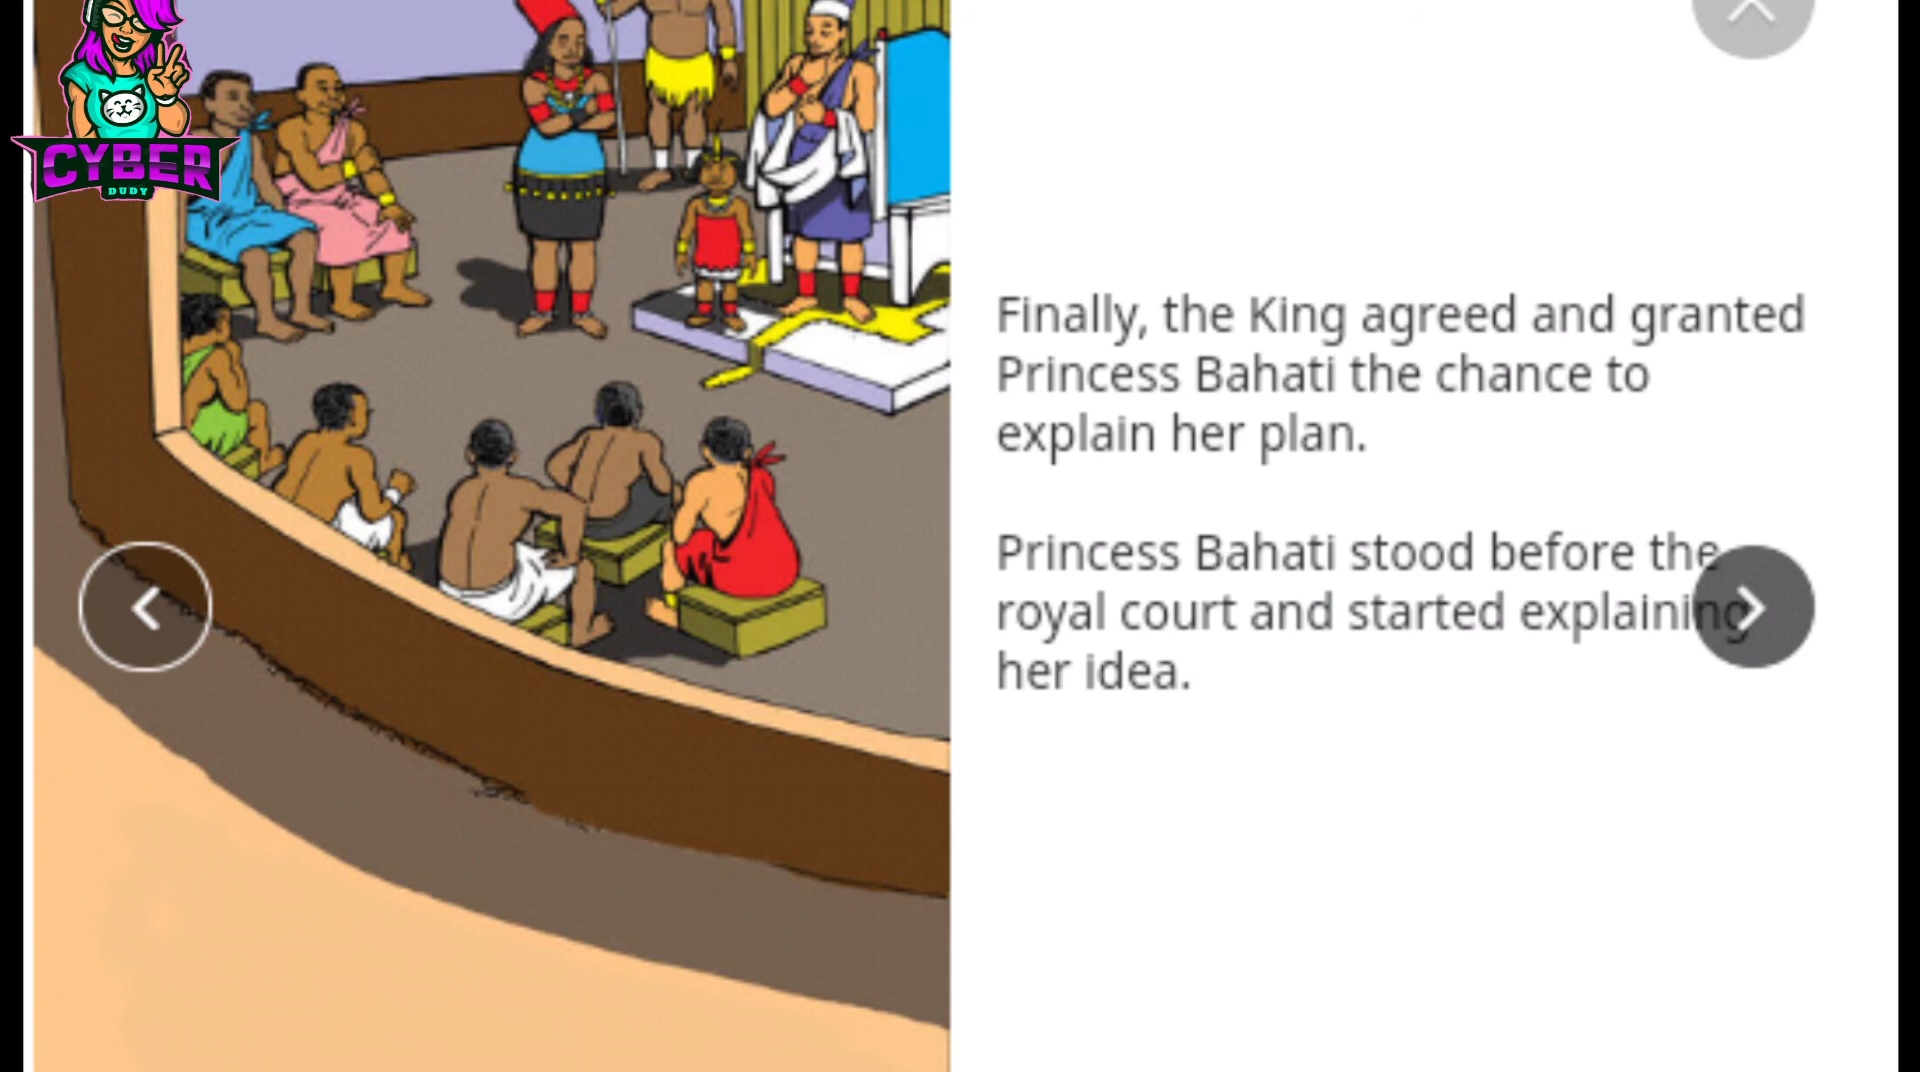 CYBER
DUDY
Finally, the King agreed and granted
Princess Bahati the chance to
explain her plan.
Princess Bahati stood before the
royal court and started explaining
her idea.